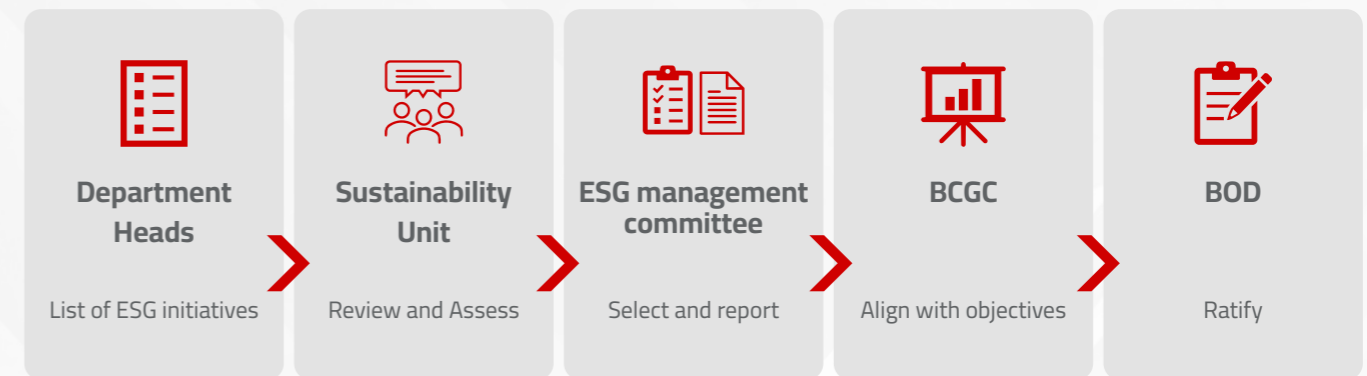 Department
Heads
List of ESG initiatives
Sustainability
Unit
Review and Assess
ESG management
committee
Select and report
BCGC
Align with objectives
BOD
Ratify